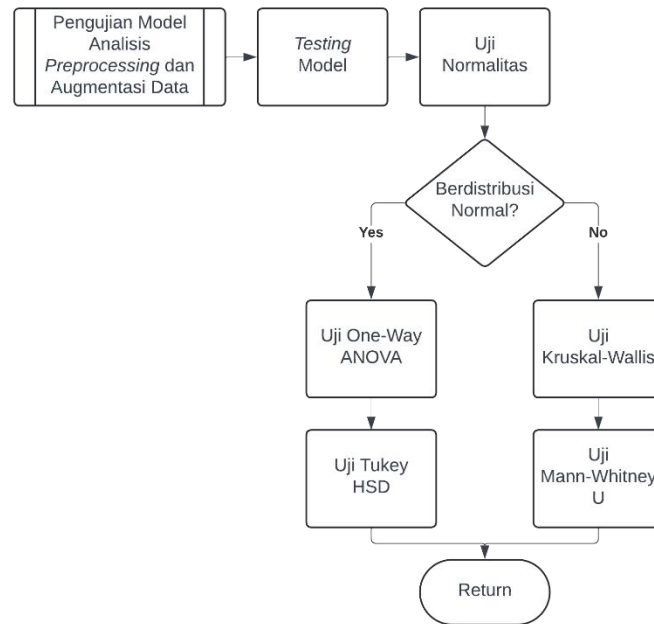 Pengujian Model
Analisis
Preprocessing dan
Augmentasi Data
Testing
Model
Uji
Normalitas
Berdistribusi
Normal?
Yes
No
Uji One-Way
ANOVA
Uji
Kruskal-Wallis
Uji Tukey
HSD
Uji
Mann-Whitney
U
Return